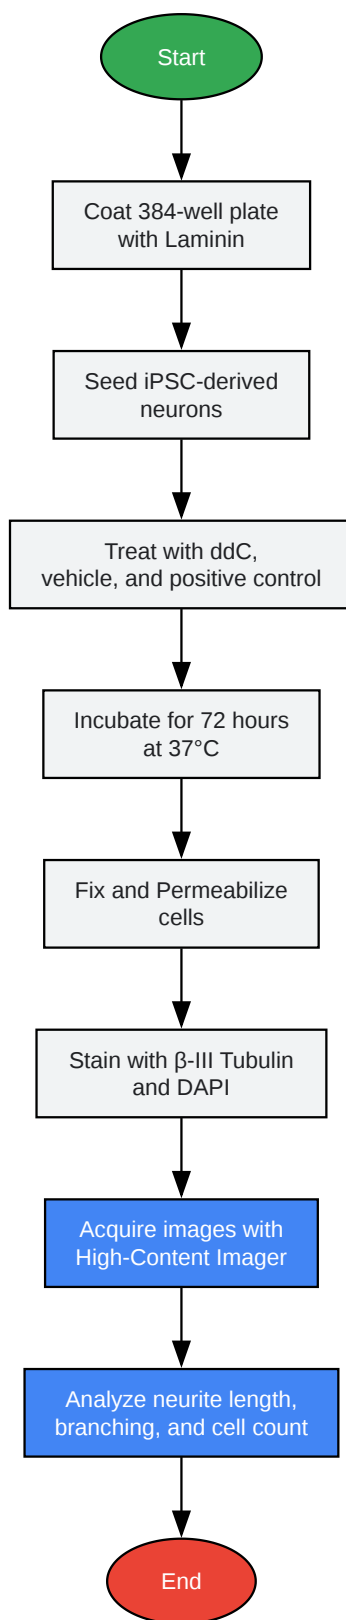 Start
Coat 384-well plate
with Laminin
Seed iPSC-derived
neurons
Treat with ddC,
vehicle, and positive control
Incubate for 72 hours
at 37°C
Fix and Permeabilize
cells
Stain with β-III Tubulin
and DAPI
Acquire images with
High-Content Imager
Analyze neurite length,
branching, and cell count
End